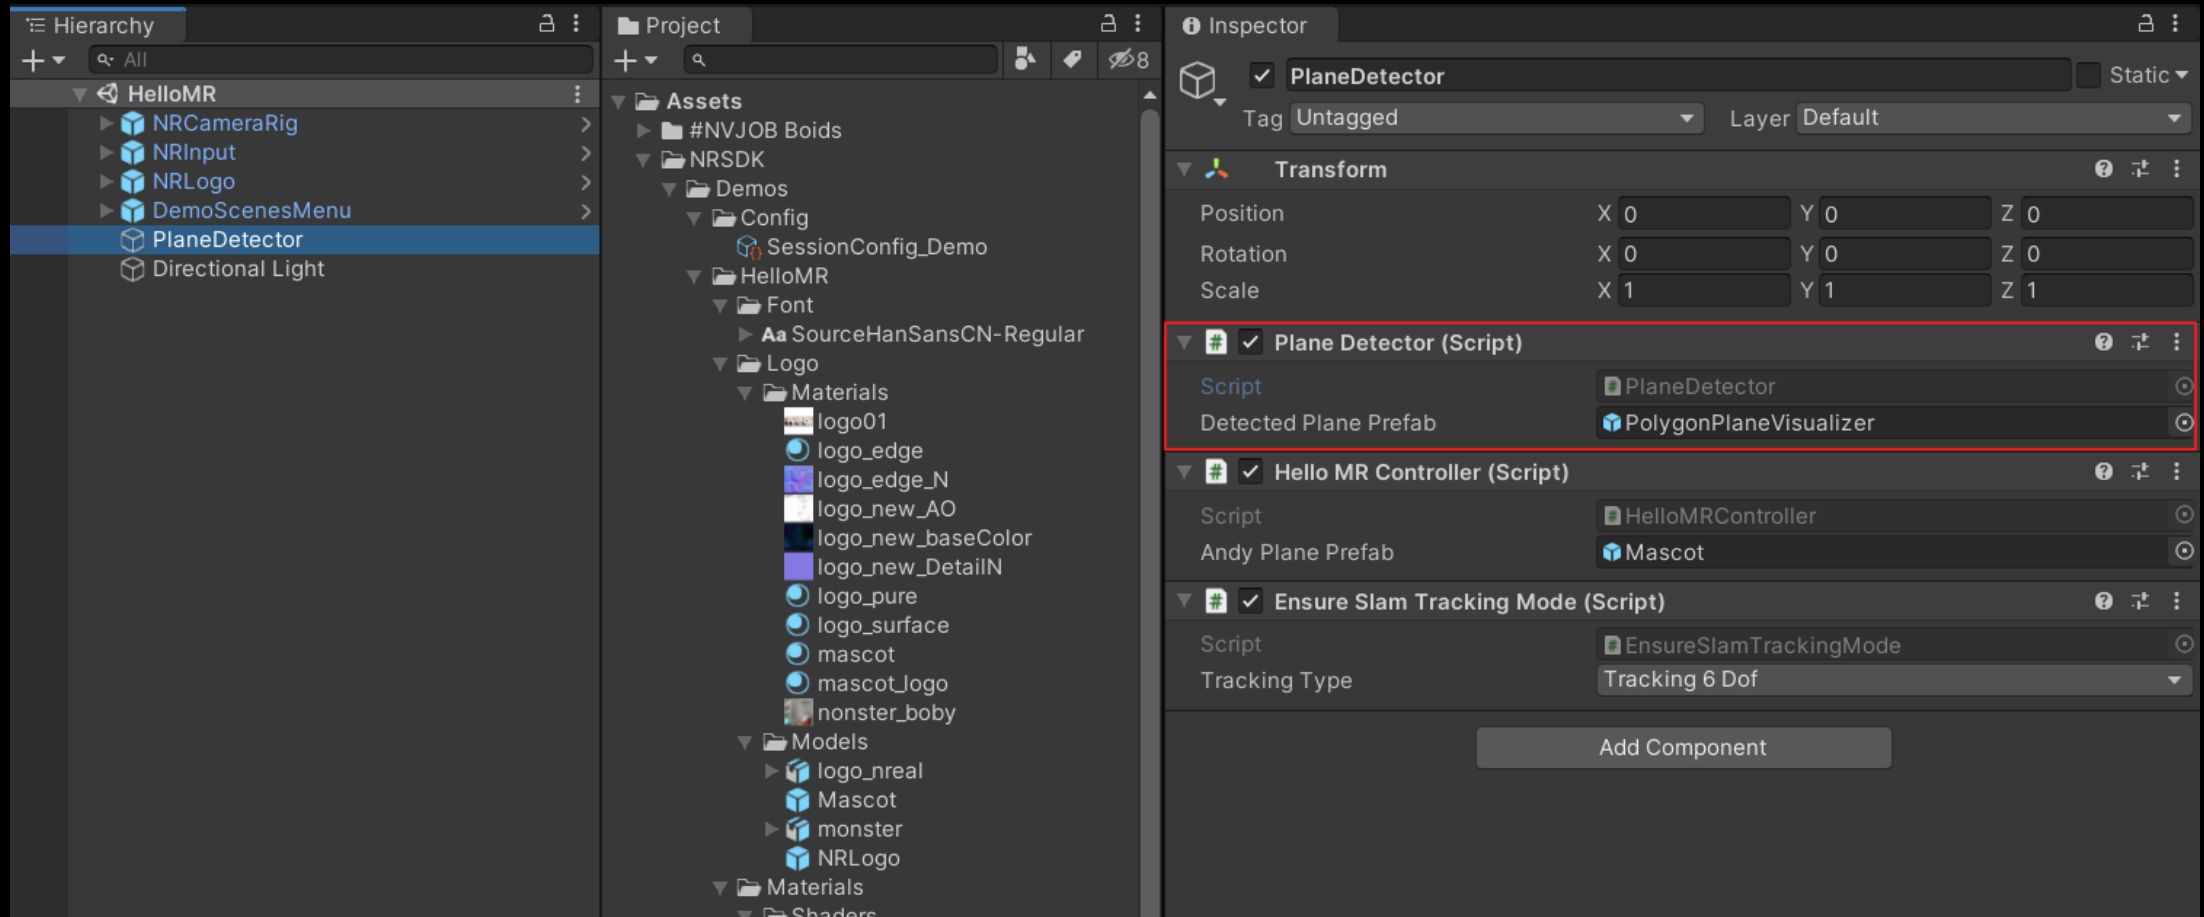 Hierarchy
All
HelloMR
NRCameraRig
NRInput
NRLogo
DemoScenesMenu
PlaneDetector
Directional Light
Project
8
Assets
#NVJOB Boids
NRSDK
Demos
Config
SessionConfig_Demo
HelloMR
Font
Aa SourceHanSansCN-Regular
Logo
Materials
logo01
logo_edge
logo_edge_N
logo_new_AO
logo_new_baseColor
logo_new_DetailN
logo_pure
logo_surface
mascot
mascot_logo
nonster_boby
Models
logo_nreal
Mascot
monster
NRLogo
Materials
Shaders
Inspector
PlaneDetector Static
Tag Untagged Layer Default
Transform
Position X 0 Y 0 Z 0
Rotation X 0 Y 0 Z 0
Scale X 1 Y 1 Z 1
# Plane Detector (Script)
Script # PlaneDetector
Detected Plane Prefab PolygonPlaneVisualizer
# Hello MR Controller (Script)
Script # HelloMRController
Andy Plane Prefab Mascot
# Ensure Slam Tracking Mode (Script)
Script # EnsureSlamTrackingMode
Tracking Type Tracking 6 Dof
Add Component